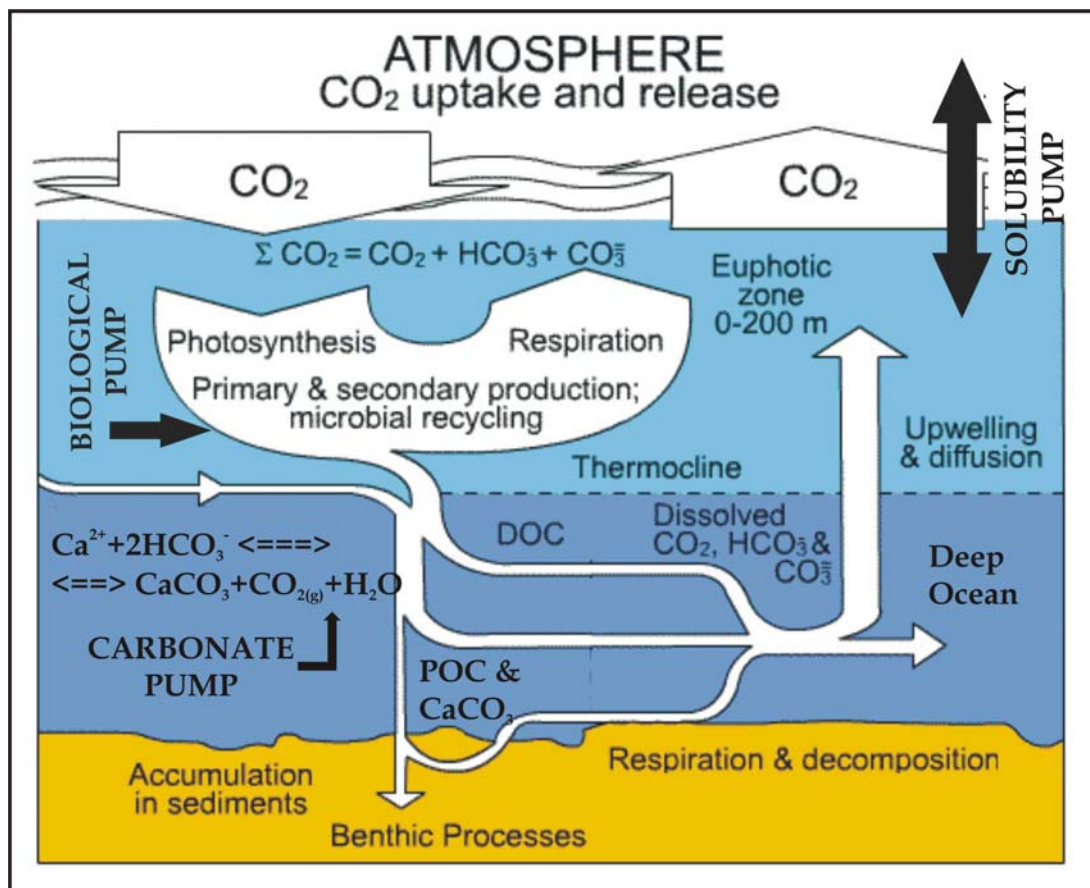 ATMOSPHERE
CO₂ uptake and release
SOLUBILITY
PUMP
CO₂
CO₂
Σ CO₂ = CO₂ + HCO₃⁻ + CO₃⁼
Euphotic
zone
0-200 m
BIOLOGICAL
PUMP
Photosynthesis
Respiration
Primary & secondary production;
microbial recycling
Upwelling
& diffusion
Thermocline
DOC
Dissolved
CO₂, HCO₃⁻ &
CO₃⁼
Ca²⁺+2HCO₃⁻ <===>
<==> CaCO₃+CO₂₍g₎+H₂O
Deep
Ocean
CARBONATE
PUMP
POC &
CaCO₃
Accumulation
in sediments
Respiration & decomposition
Benthic Processes